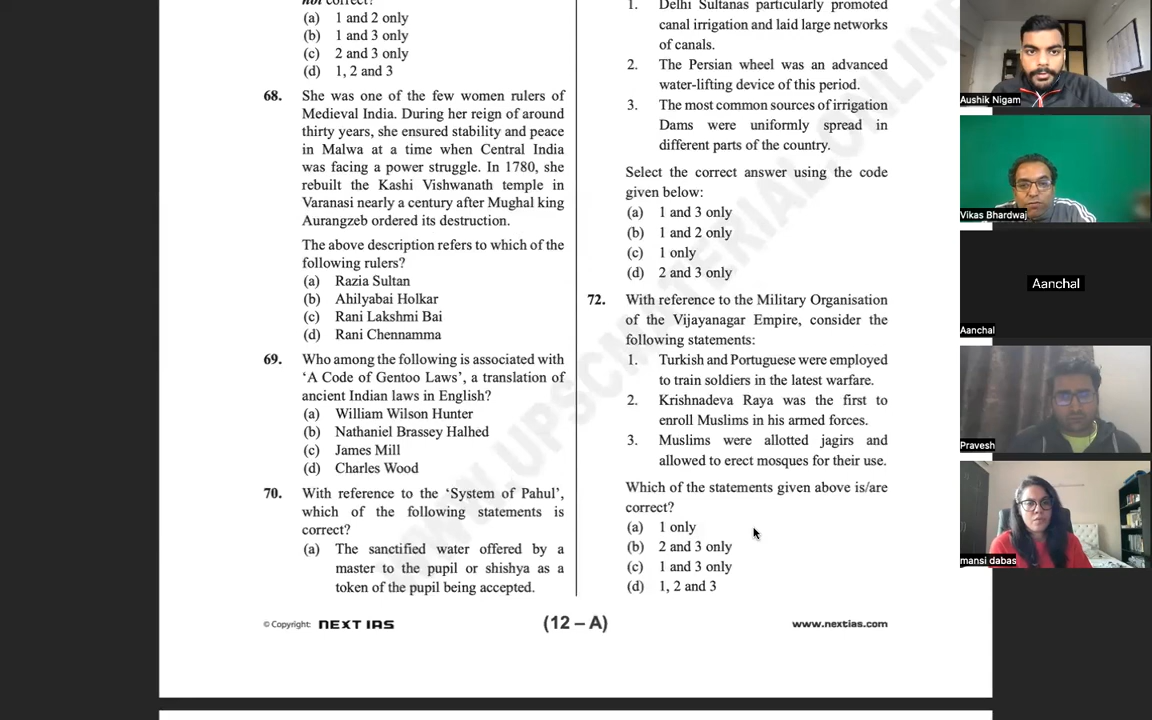 not correct?
(a) 1 and 2 only
(b) 1 and 3 only
(c) 2 and 3 only
(d) 1, 2 and 3
68. She was one of the few women rulers of
Medieval India. During her reign of around
thirty years, she ensured stability and peace
in Malwa at a time when Central India
was facing a power struggle. In 1780, she
rebuilt the Kashi Vishwanath temple in
Varanasi nearly a century after Mughal king
Aurangzeb ordered its destruction.
The above description refers to which of the
following rulers?
(a) Razia Sultan
(b) Ahilyabai Holkar
(c) Rani Lakshmi Bai
(d) Rani Chennamma
69. Who among the following is associated with
‘A Code of Gentoo Laws’, a translation of
ancient Indian laws in English?
(a) William Wilson Hunter
(b) Nathaniel Brassey Halhed
(c) James Mill
(d) Charles Wood
70. With reference to the ‘System of Pahul’,
which of the following statements is
correct?
(a) The sanctified water offered by a
master to the pupil or shishya as a
token of the pupil being accepted.
1. Delhi Sultanas particularly promoted
canal irrigation and laid large networks
of canals.
2. The Persian wheel was an advanced
water-lifting device of this period.
3. The most common sources of irrigation
Dams were uniformly spread in
different parts of the country.
Select the correct answer using the code
given below:
(a) 1 and 3 only
(b) 1 and 2 only
(c) 1 only
(d) 2 and 3 only
72. With reference to the Military Organisation
of the Vijayanagar Empire, consider the
following statements:
1. Turkish and Portuguese were employed
to train soldiers in the latest warfare.
2. Krishnadeva Raya was the first to
enroll Muslims in his armed forces.
3. Muslims were allotted jagirs and
allowed to erect mosques for their use.
Which of the statements given above is/are
correct?
(a) 1 only
(b) 2 and 3 only
(c) 1 and 3 only
(d) 1, 2 and 3
© Copyright: NEXT IAS
(12 – A)
www.nextias.com
WWW.UPSCMATERIAL.ONLINE
Aushik Nigam
Vikas Bhardwaj
Aanchal
Aanchal
Pravesh
mansi dabas